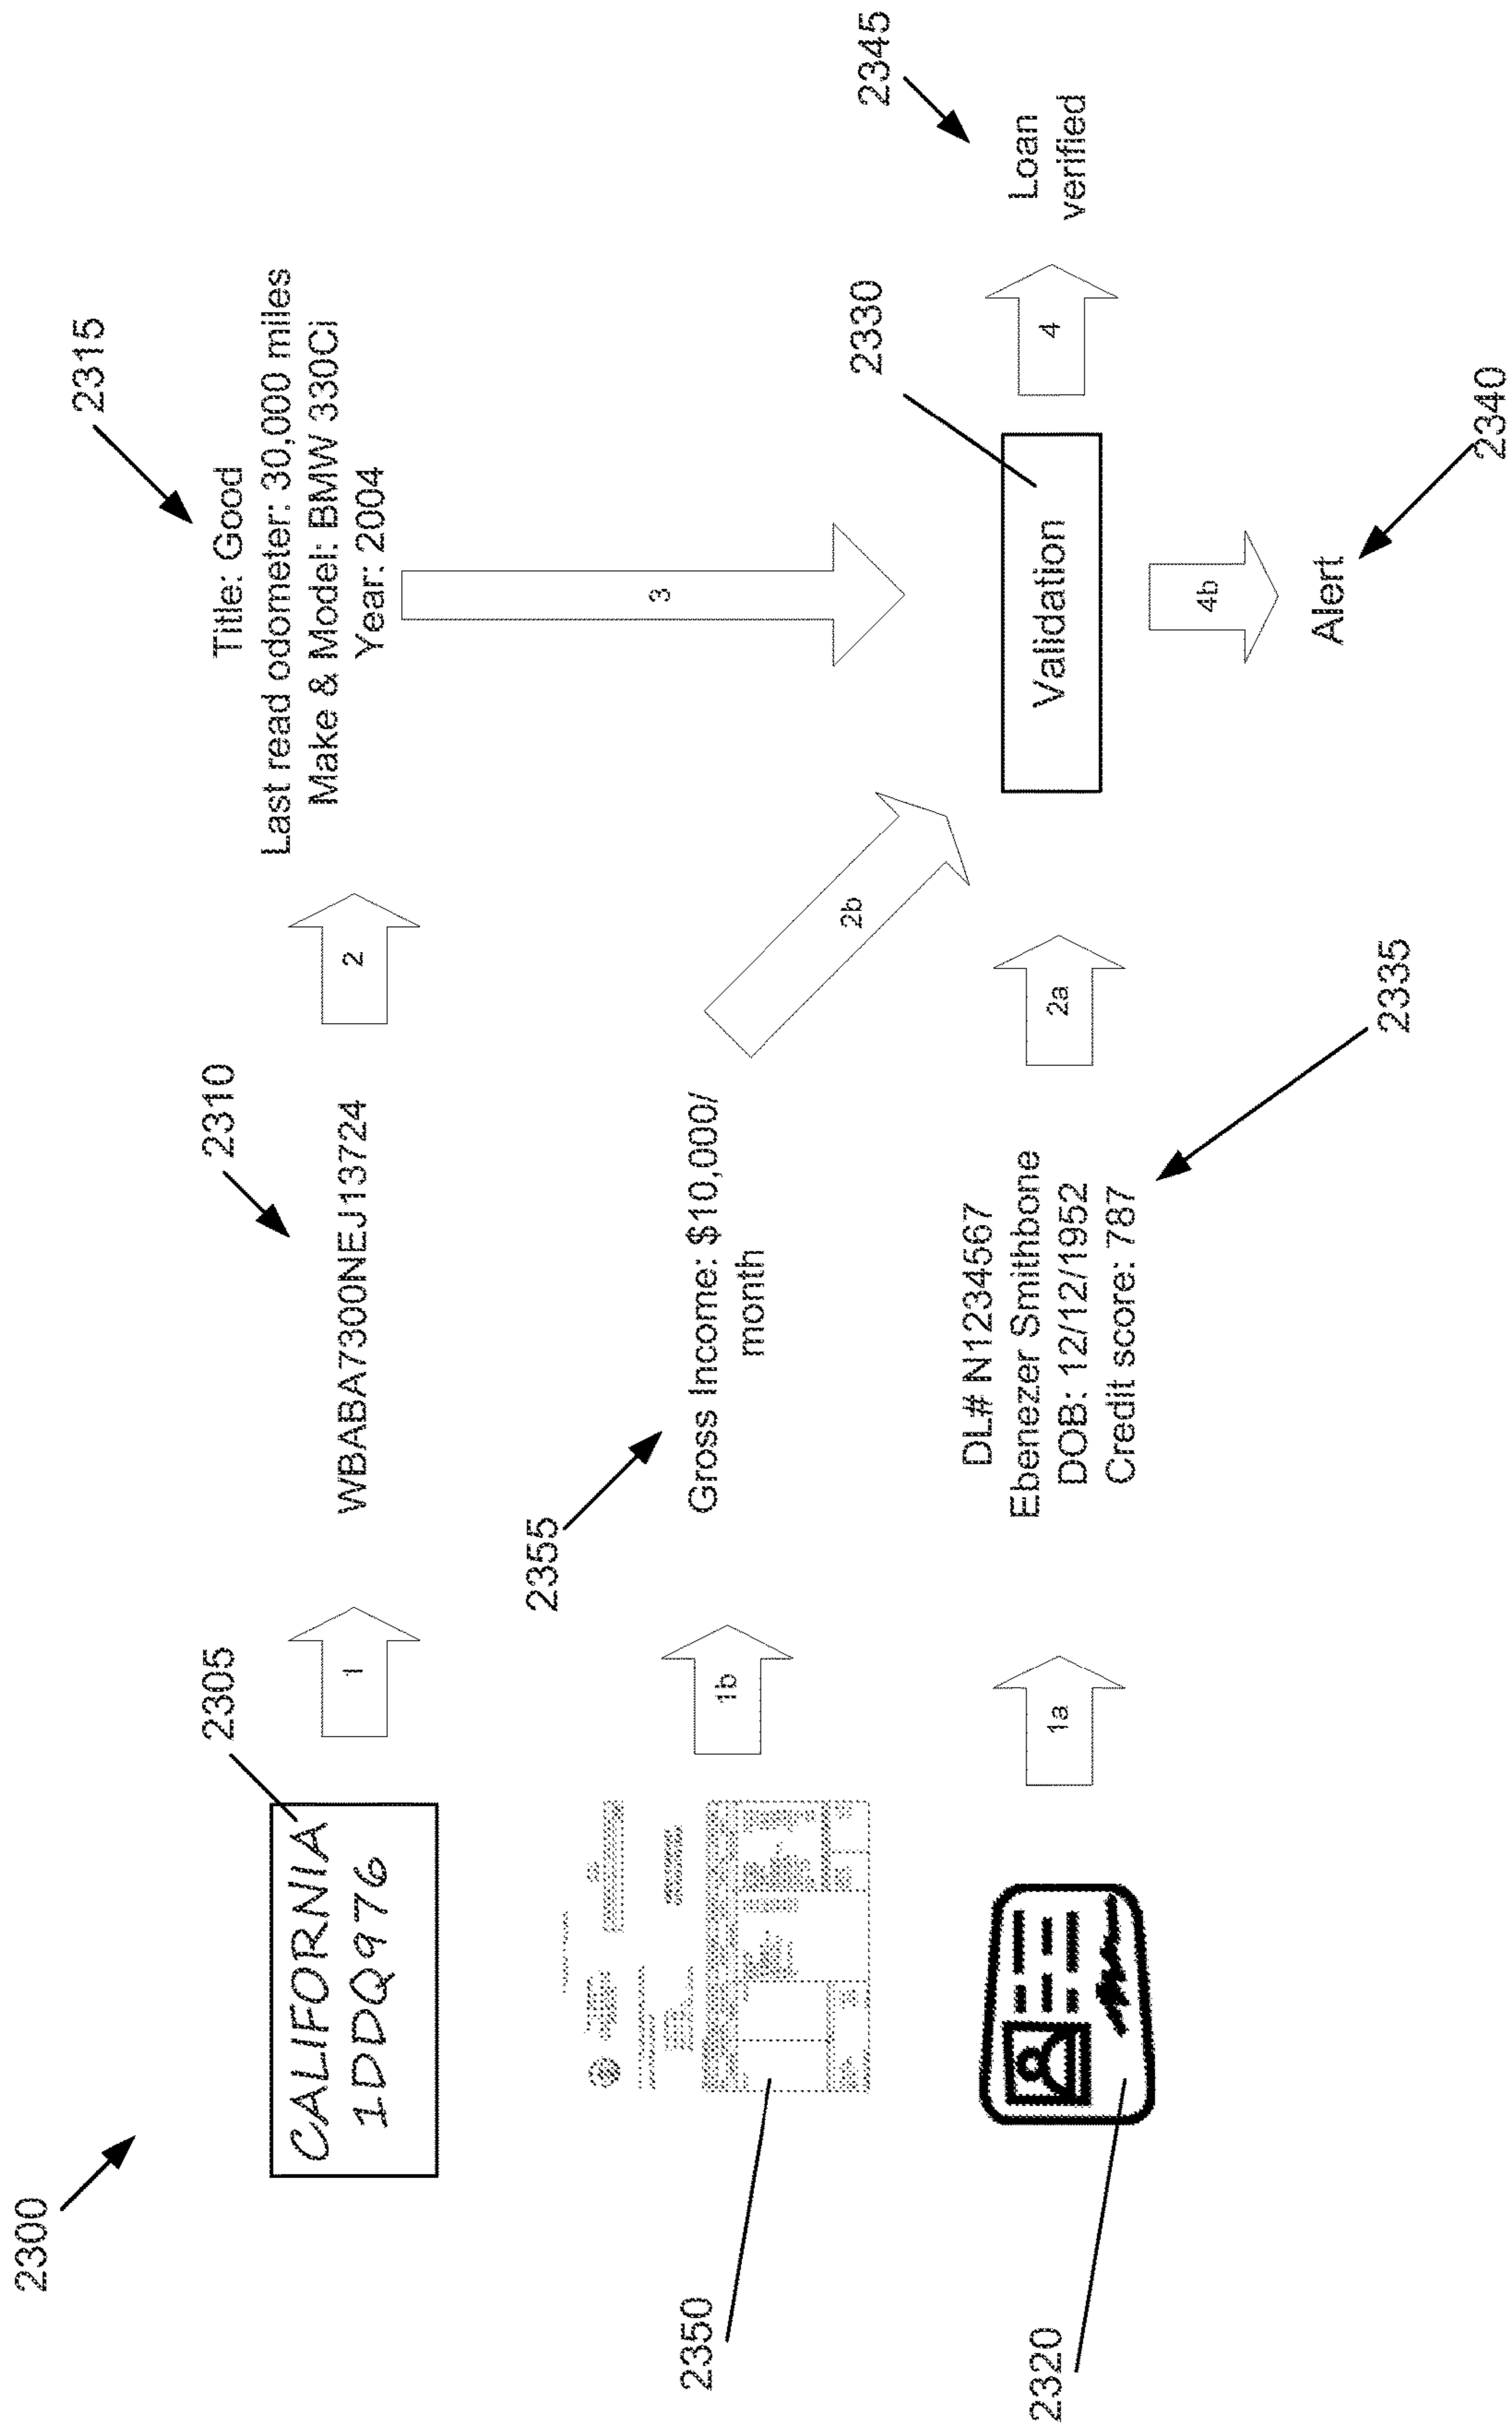 2300
CALIFORNIA
1DDQ976
2305
1
2310
WBABA7300NEJ13724
2
2315
Title: Good
Last read odometer: 30,000 miles
Make & Model: BMW 330Ci
Year: 2004
3
2350
1b
2355
Gross Income: $10,000/
month
2b
2320
1a
DL# N1234567
Ebenezer Smithbone
DOB: 12/12/1952
Credit score: 787
2335
2a
Validation
2330
4
Loan
verified
2345
4b
Alert
2340